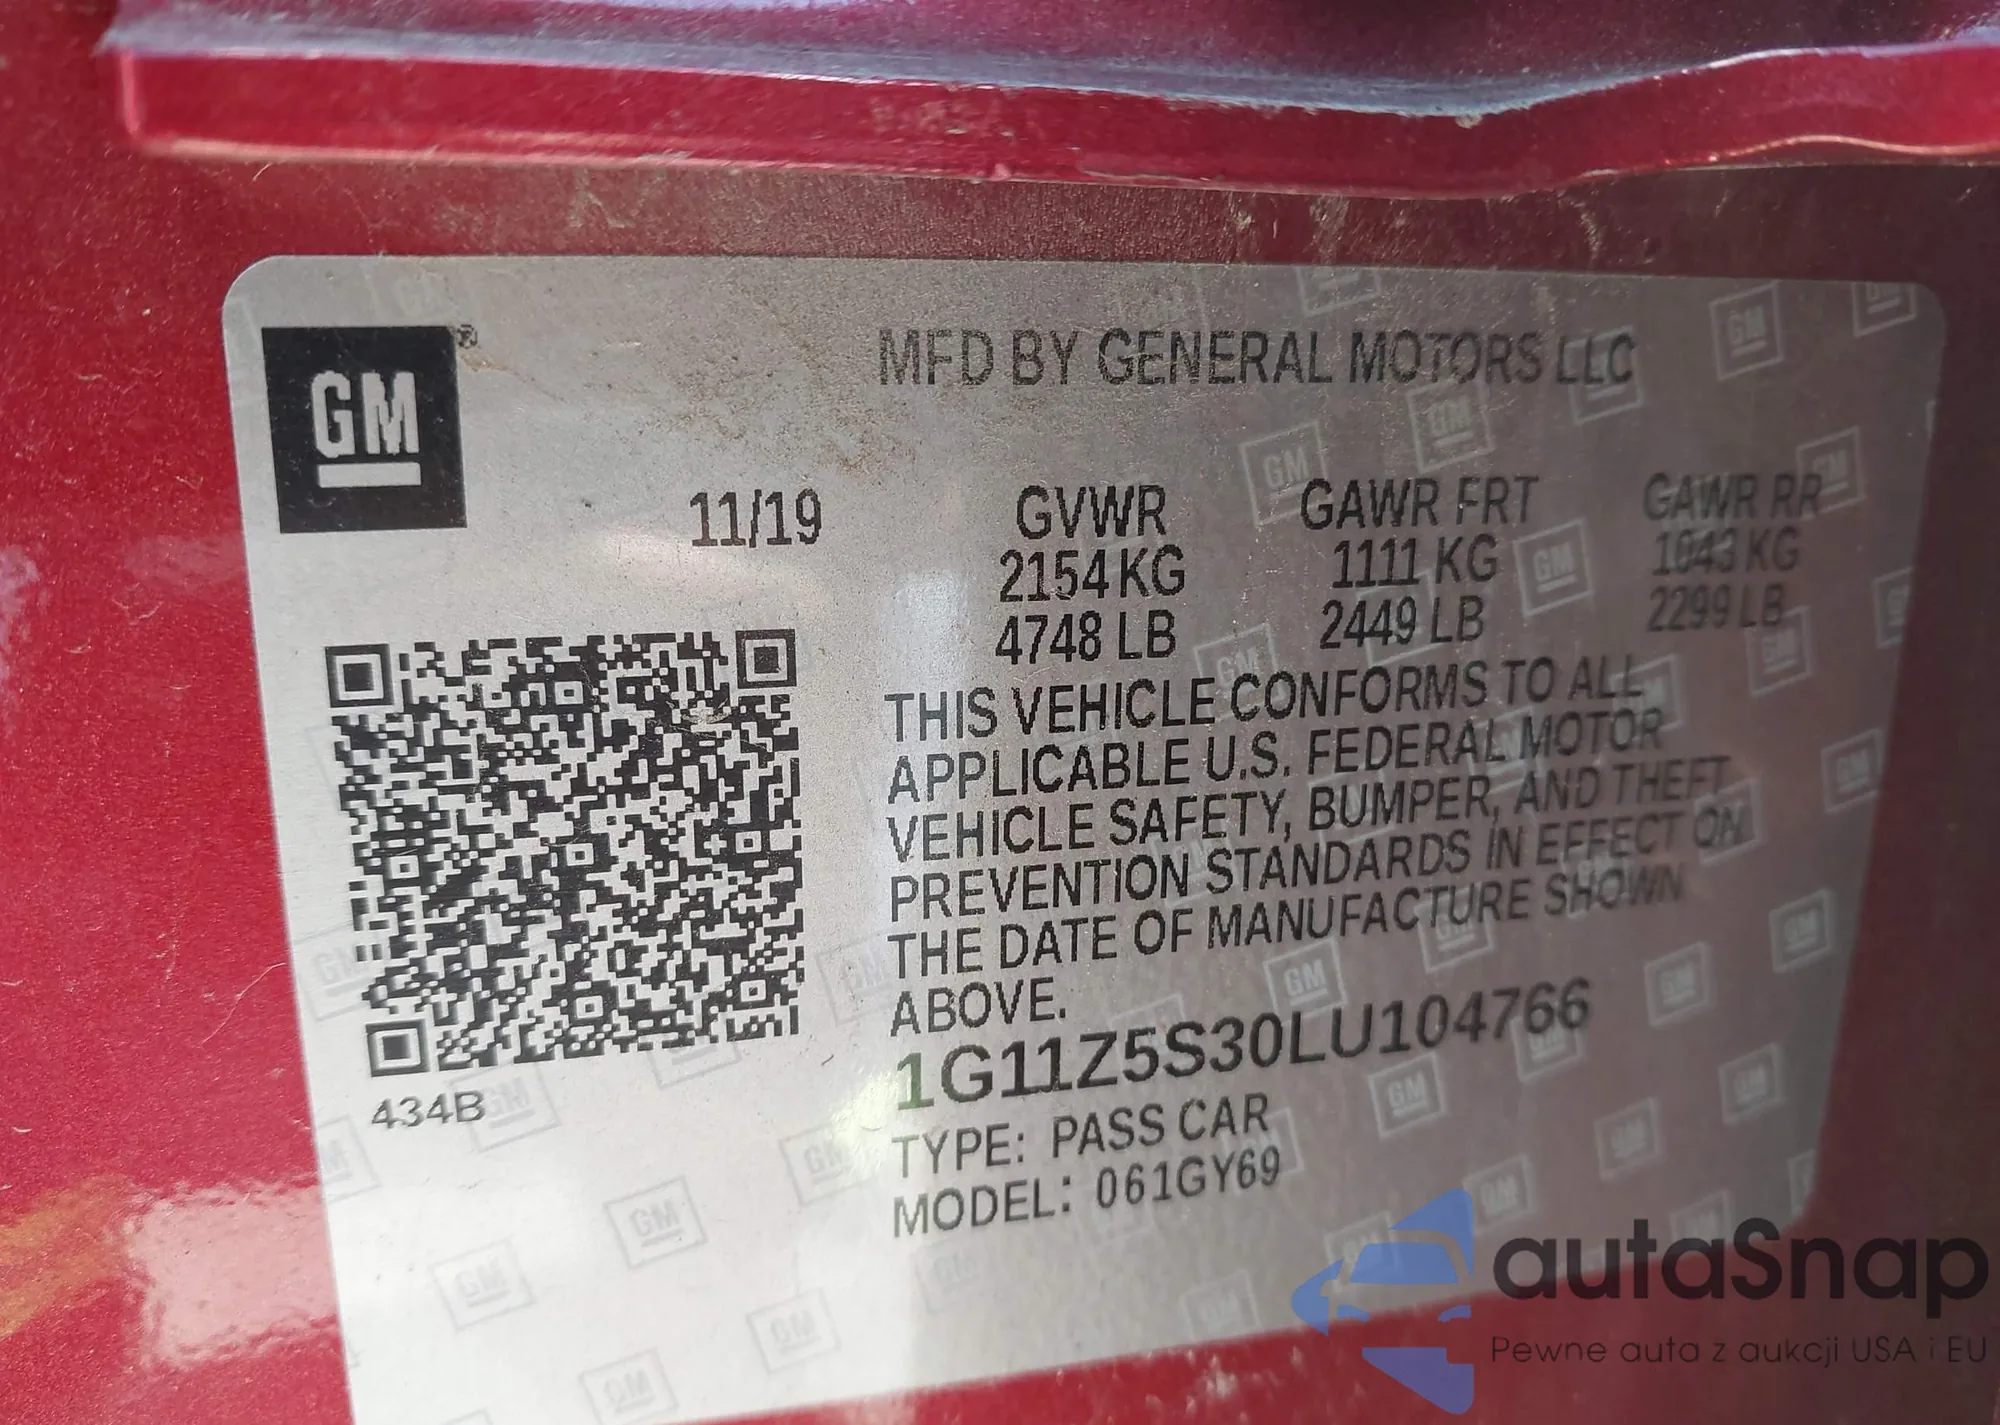 GM®
MFD BY GENERAL MOTORS LLC
11/19
GVWR
2154 KG
4748 LB
GAWR FRT
1111 KG
2449 LB
GAWR RR
1043 KG
2299 LB
THIS VEHICLE CONFORMS TO ALL
APPLICABLE U.S. FEDERAL MOTOR
VEHICLE SAFETY, BUMPER, AND THEFT
PREVENTION STANDARDS IN EFFECT ON
THE DATE OF MANUFACTURE SHOWN
ABOVE.
1G11Z5S30LU104766
TYPE: PASS CAR
MODEL: 061GY69
434B
autaSnap
Pewne auta z aukcji USA i EU